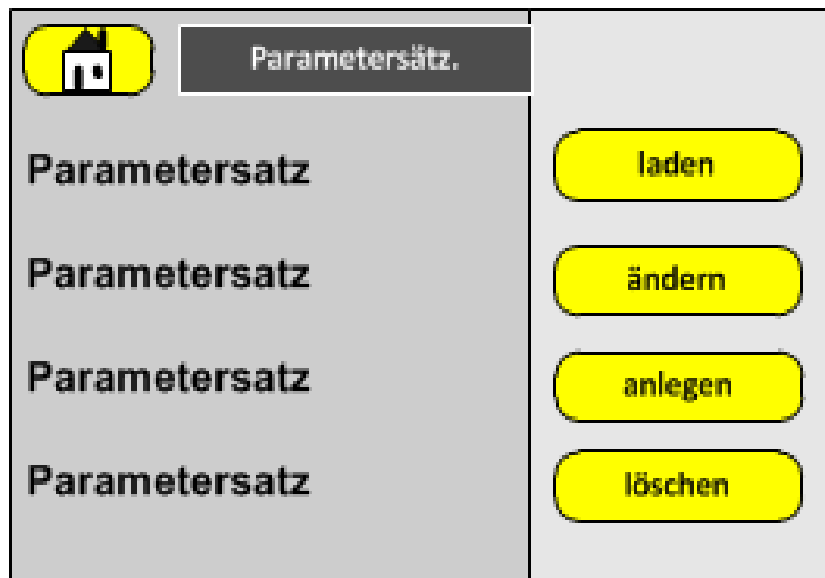 Parametersätz.
Parametersatz laden
Parametersatz ändern
Parametersatz anlegen
Parametersatz löschen